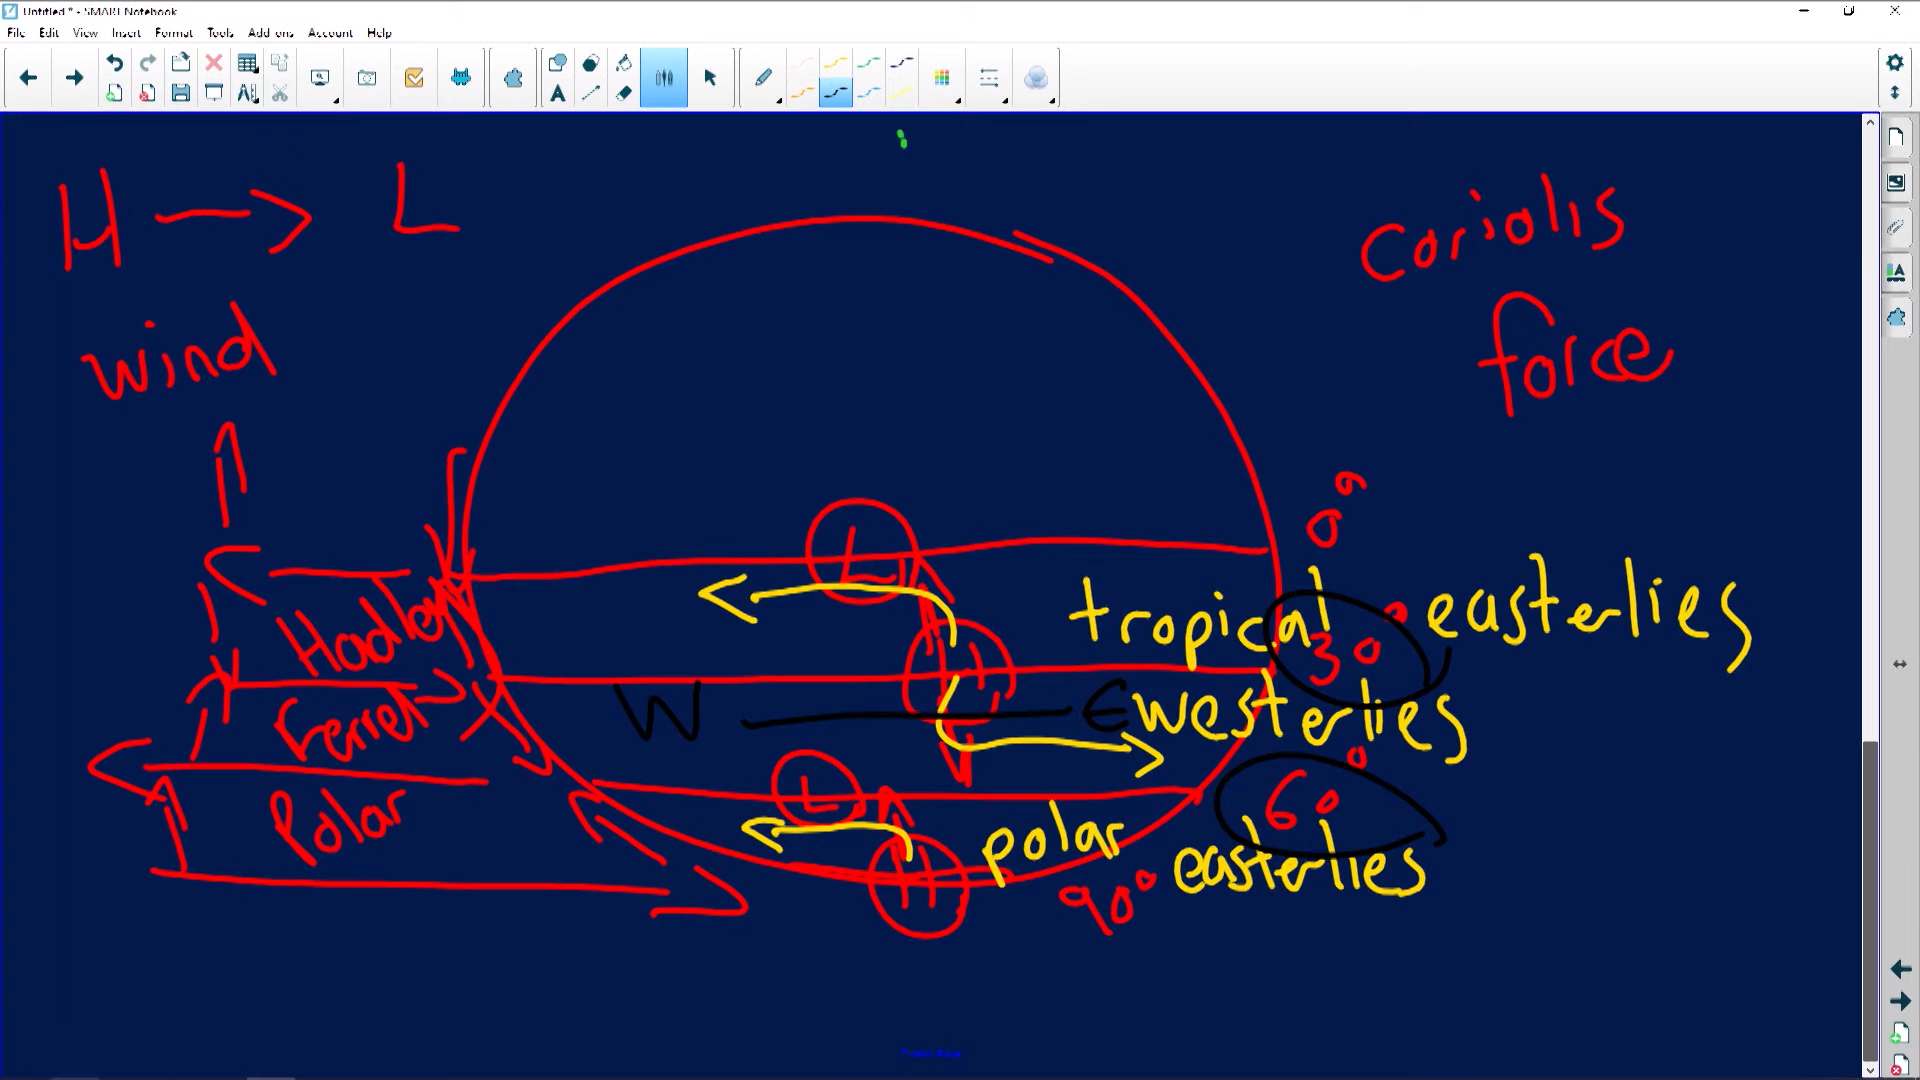 Untitled * - SMART Notebook
File Edit View Insert Format Tools Add-ons Account Help
H → L
wind
coriolis
force
0°
L
Hadley
tropical
30°
easterlies
H
Ferrel
W
E
westerlies
L
60°
Polar
polar
easterlies
H
90°